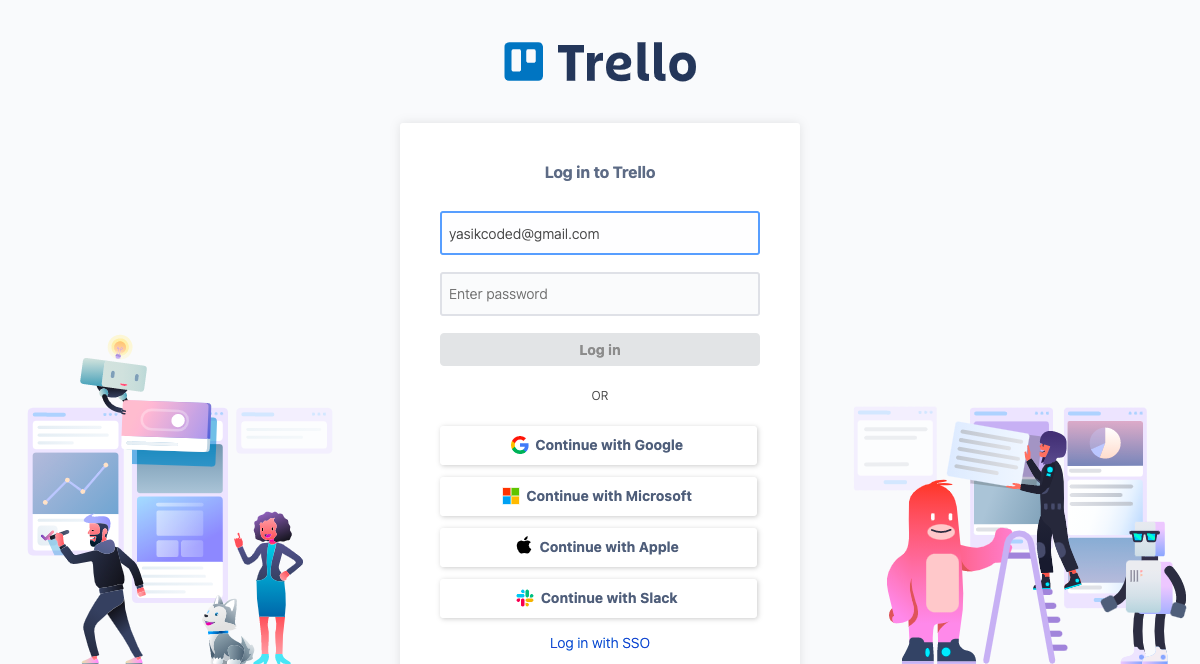 Trello
Log in to Trello
yasikcoded@gmail.com
Enter password
Log in
OR
Continue with Google
Continue with Microsoft
Continue with Apple
Continue with Slack
Log in with SSO